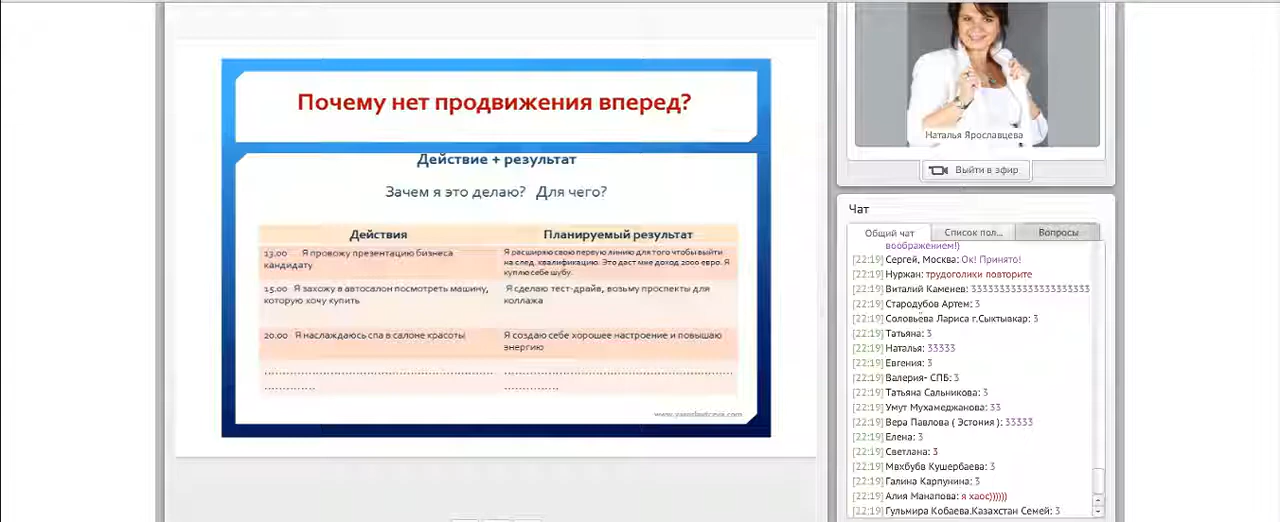 Почему нет продвижения вперед?
Действие + результат
Зачем я это делаю? Для чего?
Действия
Планируемый результат
13.00 Я провожу презентацию бизнеса
кандидату
Я расширяю свою первую линию для того чтобы выйти
на след. квалификацию. Это даст мне доход 2000 евро. Я
куплю себе шубу.
15.00 Я захожу в автосалон посмотреть машину,
которую хочу купить
Я сделаю тест-драйв, возьму проспекты для
коллажа
20.00 Я наслаждаюсь спа в салоне красоты
Я создаю себе хорошее настроение и повышаю
энергию
www.yaroslavtceva.com
Наталья Ярославцева
Выйти в эфир
Чат
Общий чат
Список пол...
Вопросы
воображением!)
[22:19] Сергей, Москва: Ок! Принято!
[22:19] Нуржан: трудоголики повторите
[22:19] Виталий Каменев: 33333333333333333333333
[22:19] Стародубов Артем: 3
[22:19] Соловьёва Лариса г.Сыктывкар: 3
[22:19] Татьяна: 3
[22:19] Наталья: 33333
[22:19] Евгения: 3
[22:19] Валерия- СПБ: 3
[22:19] Татьяна Сальникова: 3
[22:19] Умут Мухамеджанова: 33
[22:19] Вера Павлова ( Эстония ): 33333
[22:19] Елена: 3
[22:19] Светлана: 3
[22:19] Мвхбубв Кушербаева: 3
[22:19] Галина Карпунина: 3
[22:19] Алия Манапова: я хаос))))))
[22:19] Гульмира Кобаева.Казахстан Семей: 3